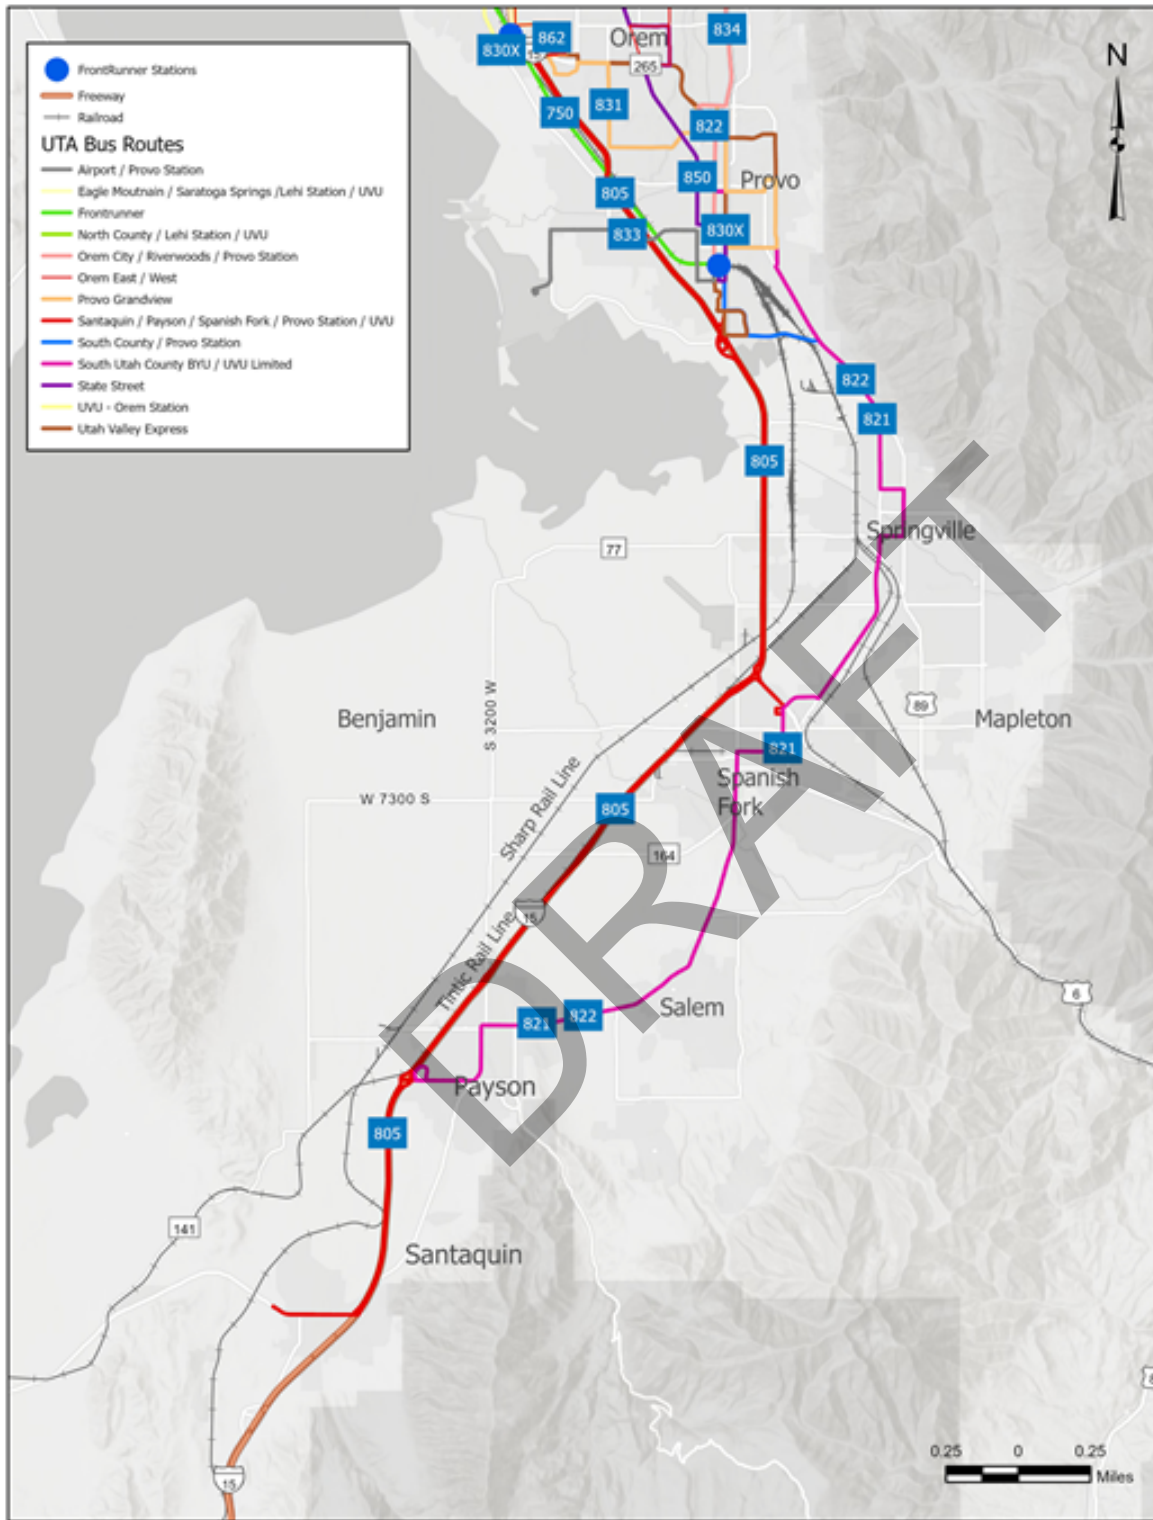 862
Orem
834
830X
15
265
FrontRunner Stations
Freeway
Railroad
UTA Bus Routes
Airport / Provo Station
Eagle Moutnain / Saratoga Springs /Lehi Station / UVU
Frontrunner
North County / Lehi Station / UVU
Orem City / Riverwoods / Provo Station
Orem East / West
Provo Grandview
Santaquin / Payson / Spanish Fork / Provo Station / UVU
South County / Provo Station
South Utah County BYU / UVU Limited
State Street
UVU - Orem Station
Utah Valley Express
N
750
831
822
850
Provo
805
833
830X
822
821
805
Springville
77
Benjamin
S 3200 W
89
Mapleton
821
Spanish
Fork
W 7300 S
Sharp Rail Line
805
164
15
Tintic Rail Line
DRAFT
6
Salem
821
822
Payson
805
141
Santaquin
15
0.25 0 0.25
Miles